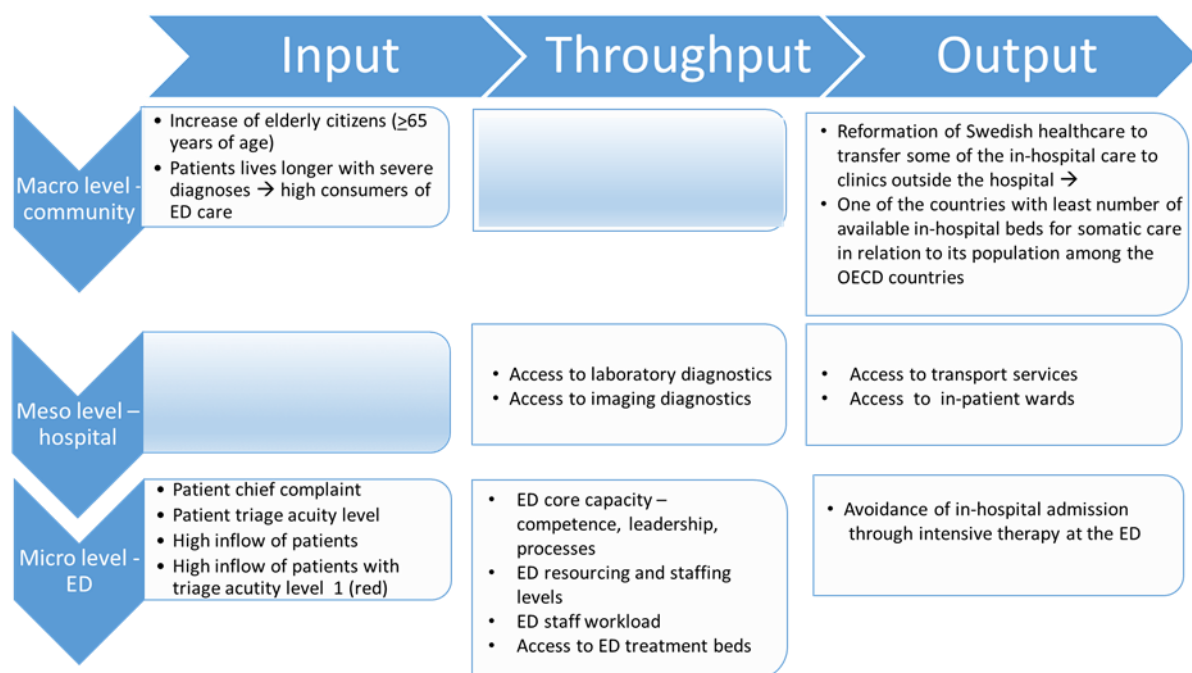 Input
Throughput
Output
Macro level -
community
• Increase of elderly citizens (≥65
years of age)
• Patients lives longer with severe
diagnoses → high consumers of
ED care
• Reformation of Swedish healthcare to
transfer some of the in-hospital care to
clinics outside the hospital →
• One of the countries with least number of
available in-hospital beds for somatic care
in relation to its population among the
OECD countries
Meso level –
hospital
• Access to laboratory diagnostics
• Access to imaging diagnostics
• Access to transport services
• Access to in-patient wards
Micro level -
ED
• Patient chief complaint
• Patient triage acuity level
• High inflow of patients
• High inflow of patients with
triage acutity level 1 (red)
• ED core capacity –
competence, leadership,
processes
• ED resourcing and staffing
levels
• ED staff workload
• Access to ED treatment beds
• Avoidance of in-hospital admission
through intensive therapy at the ED